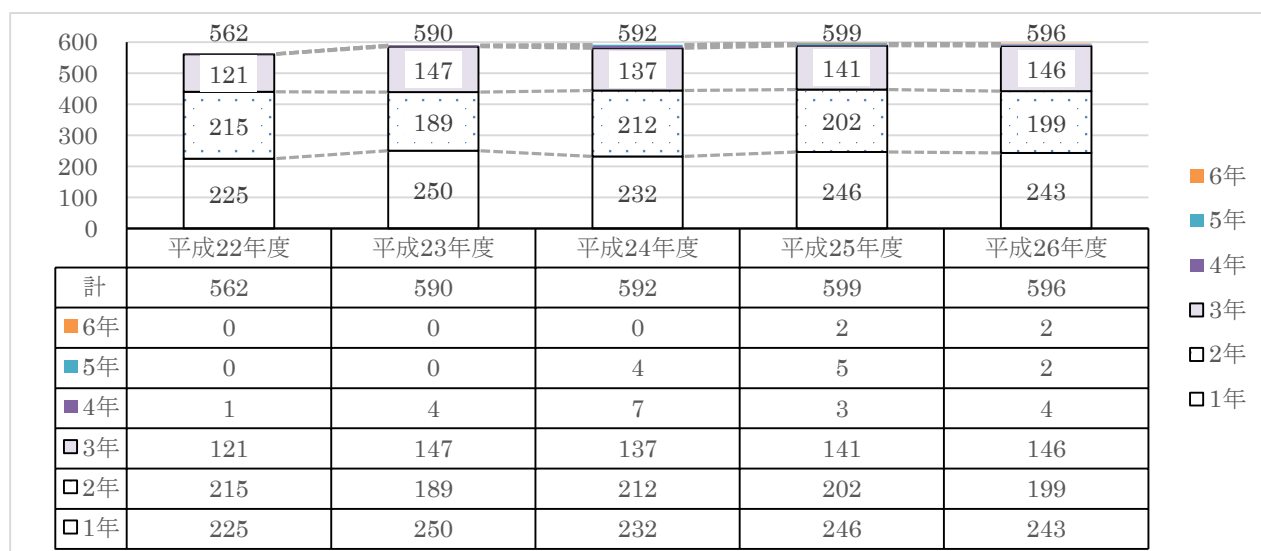 562 590 592 599 596
600
500
400
300
200
100
0
121 147 137 141 146
215 189 212 202 199
225 250 232 246 243
平成22年度 平成23年度 平成24年度 平成25年度 平成26年度
計 562 590 592 599 596
6年 0 0 0 2 2
5年 0 0 4 5 2
4年 1 4 7 3 4
3年 121 147 137 141 146
2年 215 189 212 202 199
1年 225 250 232 246 243
6年
5年
4年
3年
2年
1年